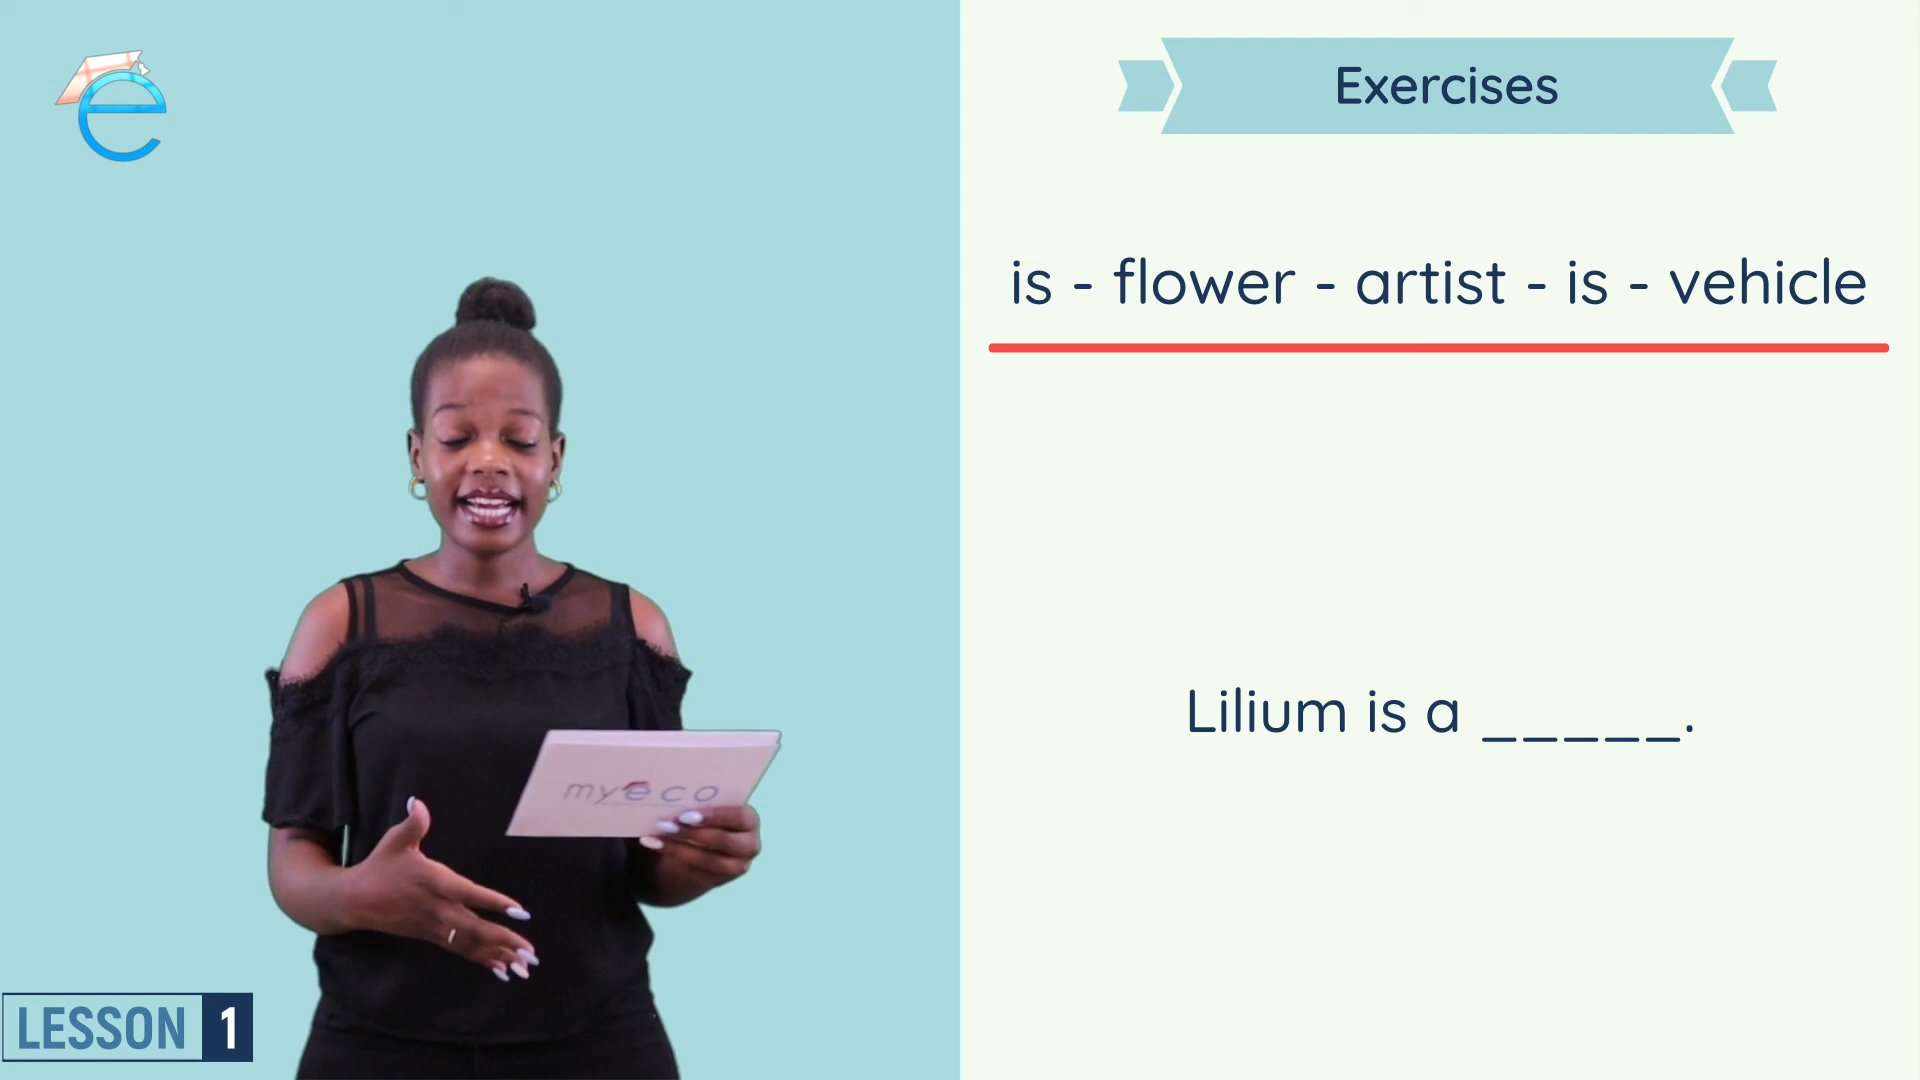 e
Exercises
is - flower - artist - is - vehicle
Lilium is a _____.
myeco
LESSON 1